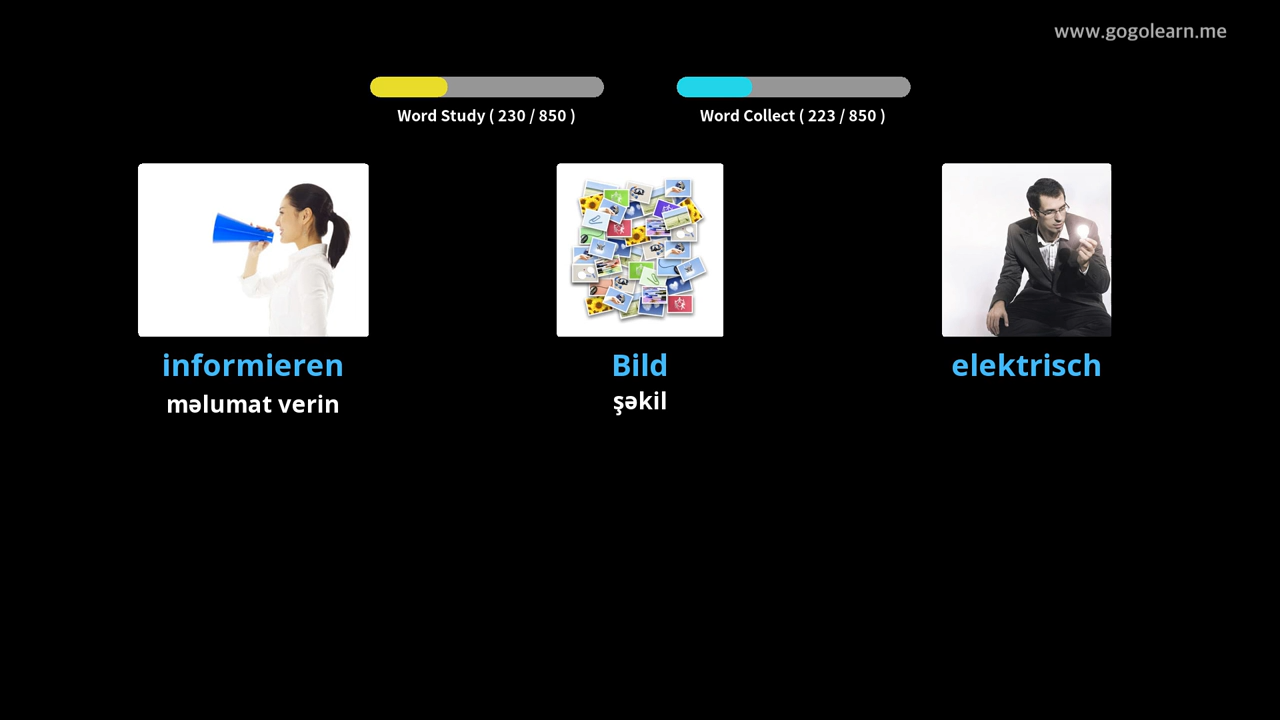 www.gogolearn.me
Word Study ( 230 / 850 )
Word Collect ( 223 / 850 )
informieren
məlumat verin
Bild
şəkil
elektrisch